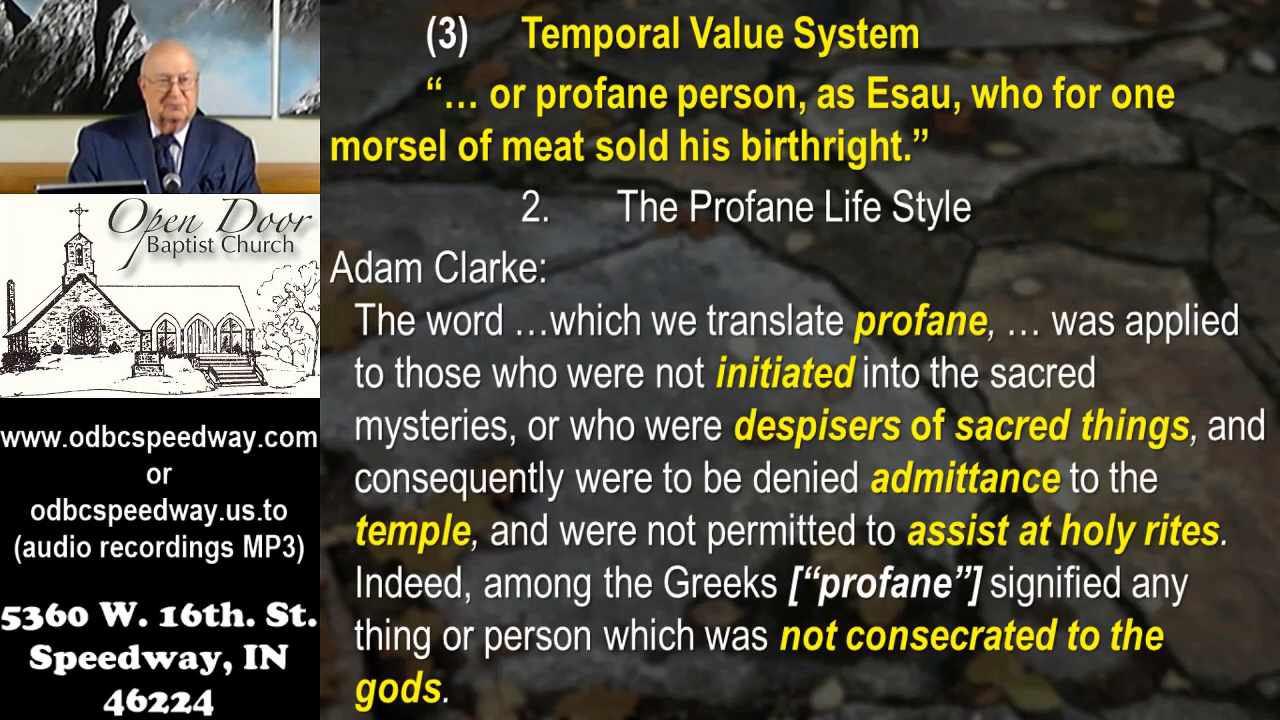 Open Door
Baptist Church
www.odbcspeedway.com
or
odbcspeedway.us.to
(audio recordings MP3)
5360 W. 16th. St.
Speedway, IN
46224
(3) Temporal Value System
“… or profane person, as Esau, who for one
morsel of meat sold his birthright.”
2. The Profane Life Style
Adam Clarke:
The word …which we translate profane, … was applied
to those who were not initiated into the sacred
mysteries, or who were despisers of sacred things, and
consequently were to be denied admittance to the
temple, and were not permitted to assist at holy rites.
Indeed, among the Greeks [“profane”] signified any
thing or person which was not consecrated to the
gods.